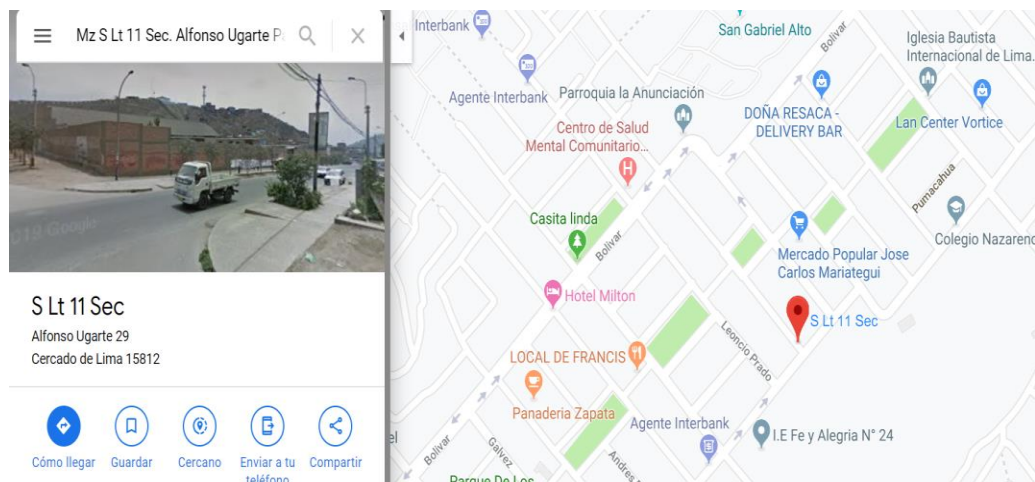 Mz S Lt 11 Sec. Alfonso Ugarte P
S Lt 11 Sec
Alfonso Ugarte 29
Cercado de Lima 15812
Cómo llegar
Guardar
Cercano
Enviar a tu
teléfono
Compartir
Interbank
San Gabriel Alto
Bolivar
Iglesia Bautista
Internacional de Lima.
Agente Interbank
Parroquia la Anunciación
DOÑA RESACA -
DELIVERY BAR
Lan Center Vortice
Centro de Salud
Mental Comunitario...
Pumacahua
Casita linda
Bolivar
Colegio Nazareno
Mercado Popular Jose
Carlos Mariategui
Hotel Milton
S Lt 11 Sec
Leoncio Prado
LOCAL DE FRANCIS
Panaderia Zapata
Agente Interbank
I.E Fe y Alegria N° 24
Bolivar
Galvez
Andres
Parque De Los